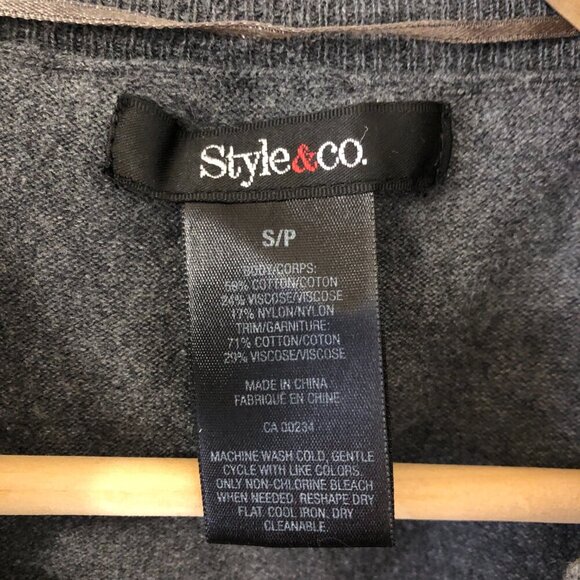 Style&co.
S/P
BODY/CORPS:
59% COTTON/COTON
24% VISCOSE/VISCOSE
17% NYLON/NYLON
TRIM/GARNITURE:
71% COTTON/COTON
29% VISCOSE/VISCOSE
MADE IN CHINA
FABRIQUÉ EN CHINE
CA 00234
MACHINE WASH COLD, GENTLE
CYCLE WITH LIKE COLORS,
ONLY NON-CHLORINE BLEACH
WHEN NEEDED, RESHAPE DRY
FLAT, COOL IRON, DRY
CLEANABLE.